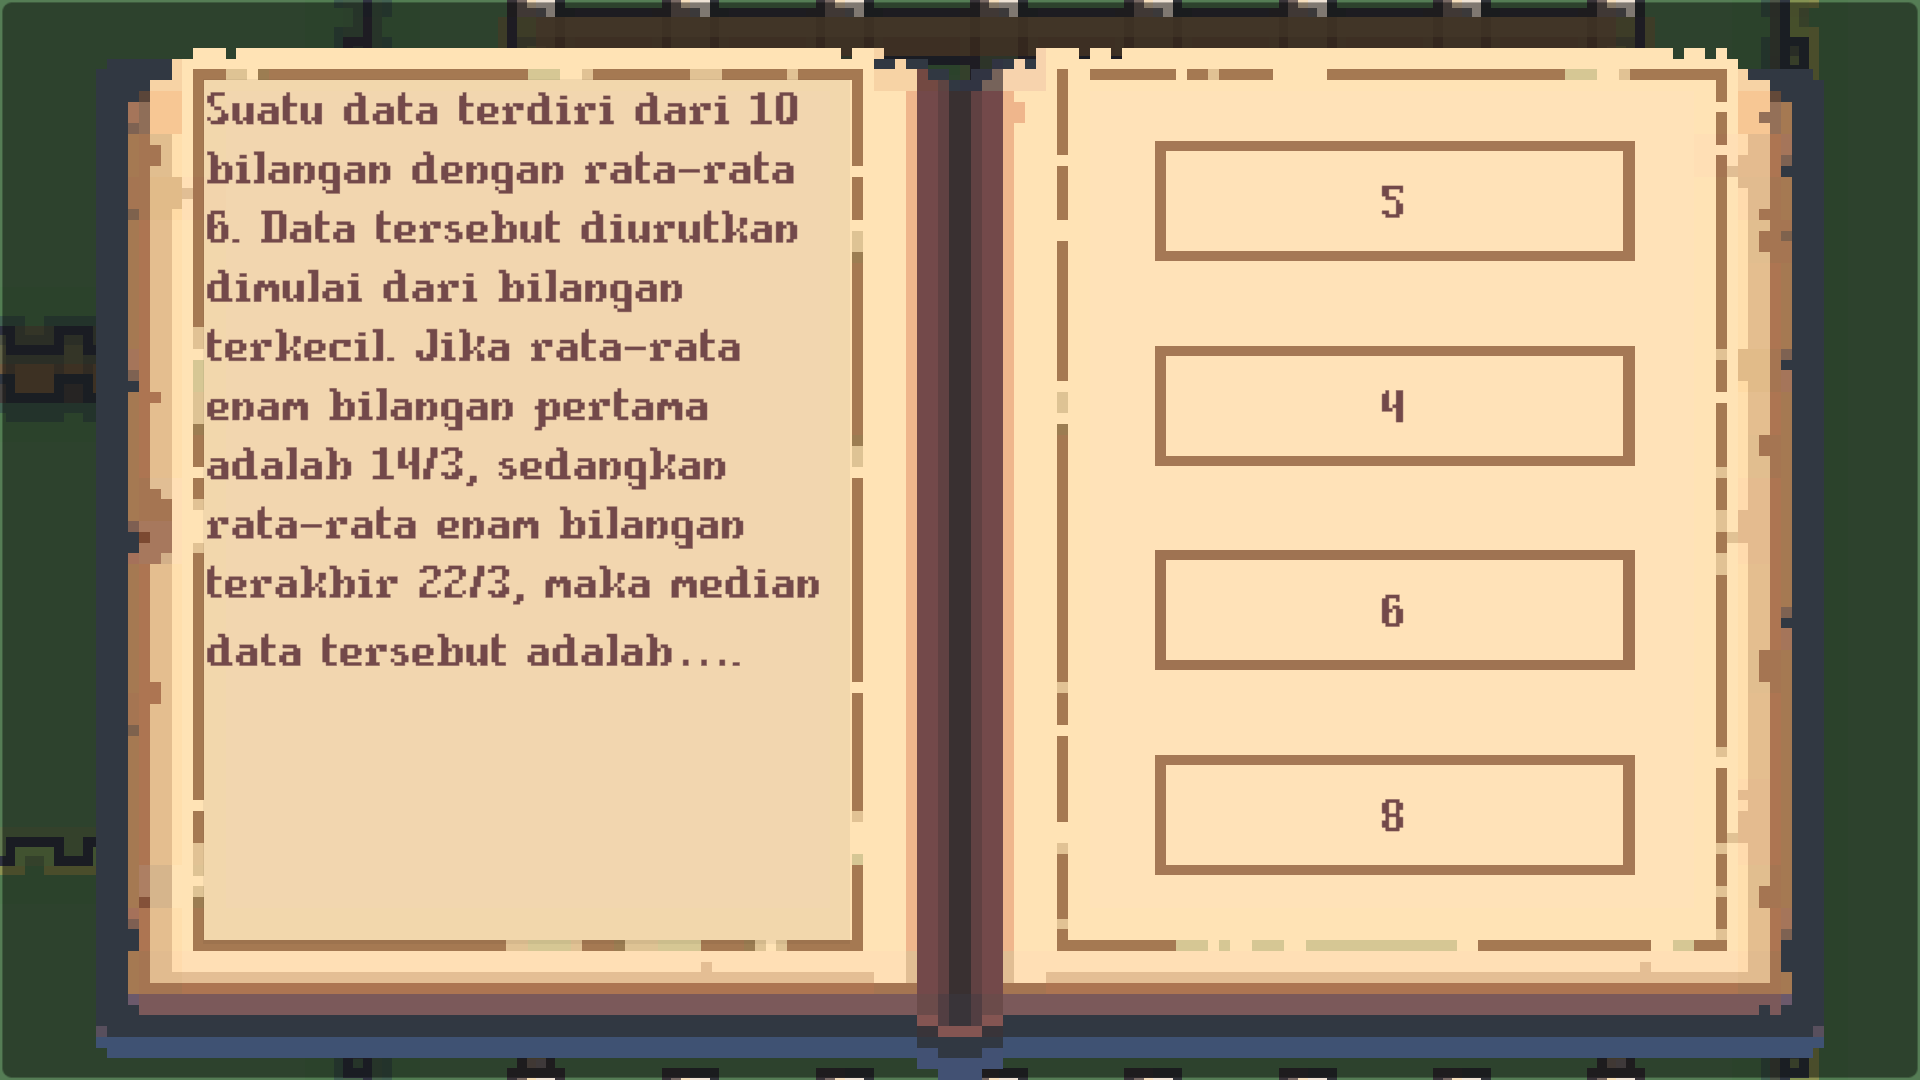 Suatu data terdiri dari 10
bilangan dengan rata-rata
6. Data tersebut diurutkan
dimulai dari bilangan
terkecil. Jika rata-rata
enam bilangan pertama
adalah 14/3, sedangkan
rata-rata enam bilangan
terakhir 22/3, maka median
data tersebut adalah....
5
4
6
8